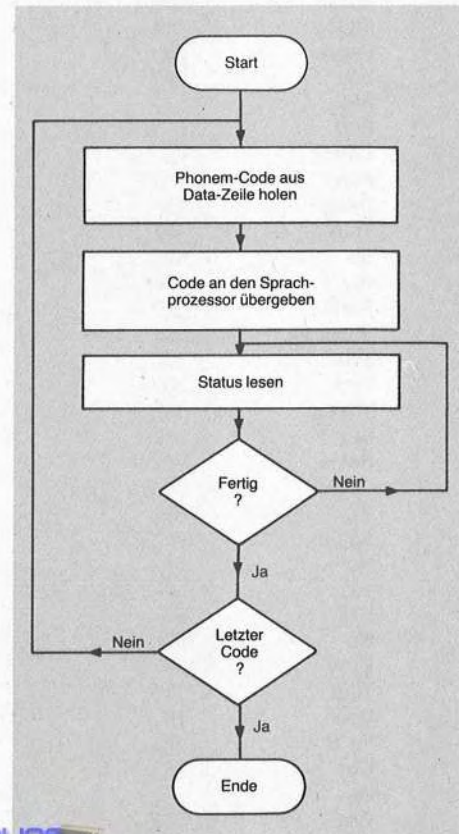 Start
Phonem-Code aus
Data-Zeile holen
Code an den Sprach-
prozessor übergeben
Status lesen
Fertig
?
Nein
Ja
Letzter
Code
?
Nein
Ja
Ende